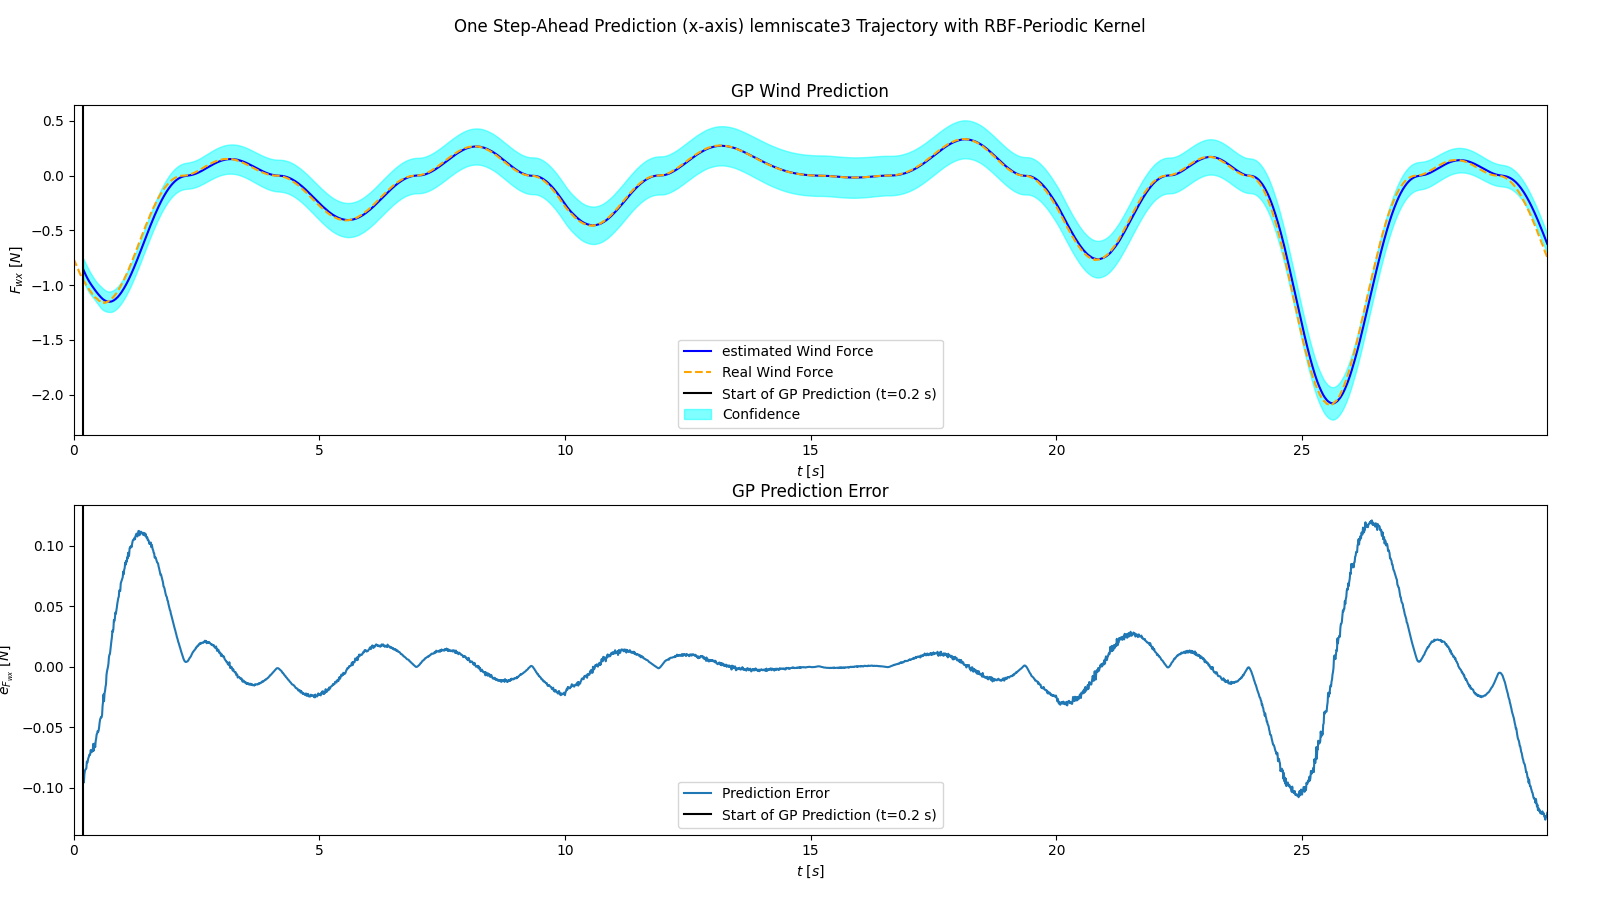 One Step-Ahead Prediction (x-axis) lemniscate3 Trajectory with RBF-Periodic Kernel
GP Wind Prediction
0.5
0.0
−0.5
−1.0
−1.5
−2.0
F_wx [N]
estimated Wind Force
Real Wind Force
Start of GP Prediction (t=0.2 s)
Confidence
0 5 10 15 20 25
t [s]
GP Prediction Error
0.10
0.05
0.00
−0.05
−0.10
e_F_wx [N]
Prediction Error
Start of GP Prediction (t=0.2 s)
0 5 10 15 20 25
t [s]